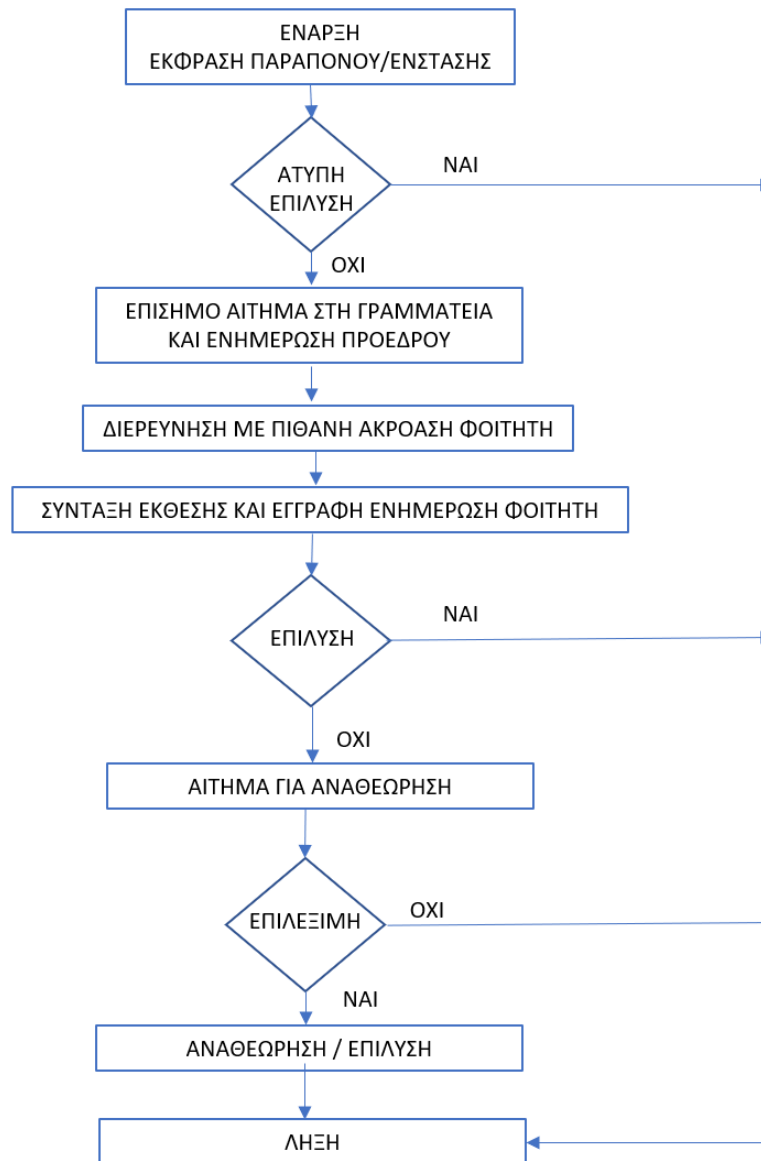 ΕΝΑΡΞΗ
ΕΚΦΡΑΣΗ ΠΑΡΑΠΟΝΟΥ/ΕΝΣΤΑΣΗΣ
ΑΤΥΠΗ
ΕΠΙΛΥΣΗ
ΝΑΙ
ΟΧΙ
ΕΠΙΣΗΜΟ ΑΙΤΗΜΑ ΣΤΗ ΓΡΑΜΜΑΤΕΙΑ
ΚΑΙ ΕΝΗΜΕΡΩΣΗ ΠΡΟΕΔΡΟΥ
ΔΙΕΡΕΥΝΗΣΗ ΜΕ ΠΙΘΑΝΗ ΑΚΡΟΑΣΗ ΦΟΙΤΗΤΗ
ΣΥΝΤΑΞΗ ΕΚΘΕΣΗΣ ΚΑΙ ΕΓΓΡΑΦΗ ΕΝΗΜΕΡΩΣΗ ΦΟΙΤΗΤΗ
ΕΠΙΛΥΣΗ
ΝΑΙ
ΟΧΙ
ΑΙΤΗΜΑ ΓΙΑ ΑΝΑΘΕΩΡΗΣΗ
ΕΠΙΛΕΞΙΜΗ
ΟΧΙ
ΝΑΙ
ΑΝΑΘΕΩΡΗΣΗ / ΕΠΙΛΥΣΗ
ΛΗΞΗ